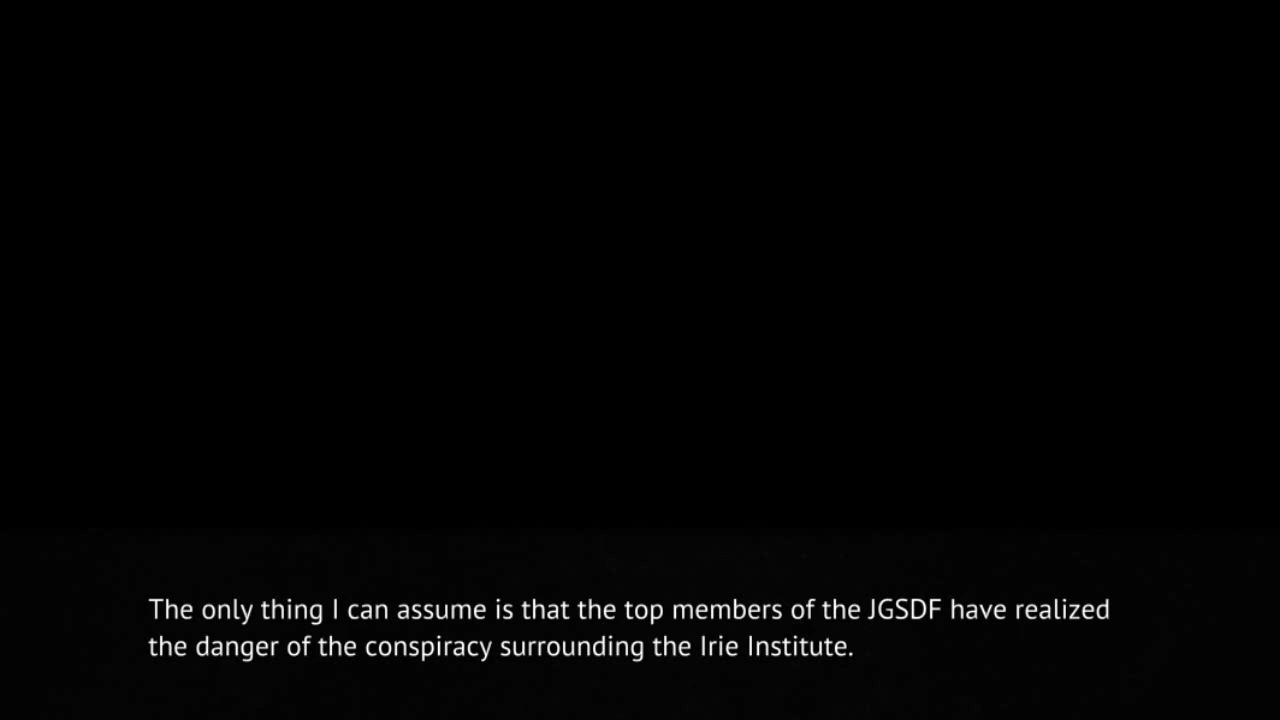 The only thing I can assume is that the top members of the JGSDF have realized
the danger of the conspiracy surrounding the Irie Institute.